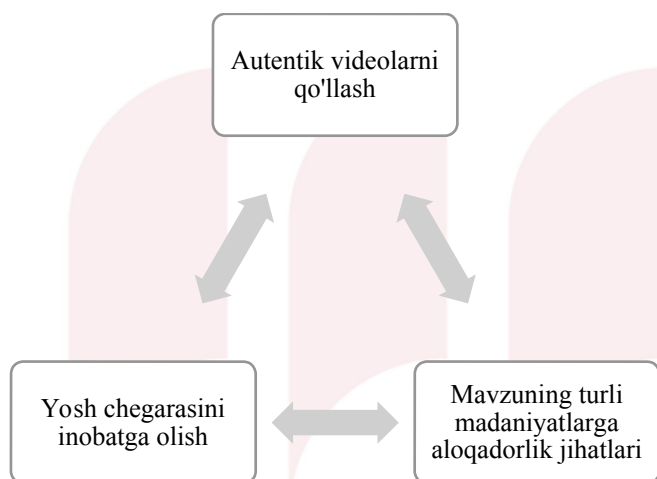 Autentik videolarni
qo'llash
Yosh chegarasini
inobatga olish
Mavzuning turli
madaniyatlarga
aloqadorlik jihatlari